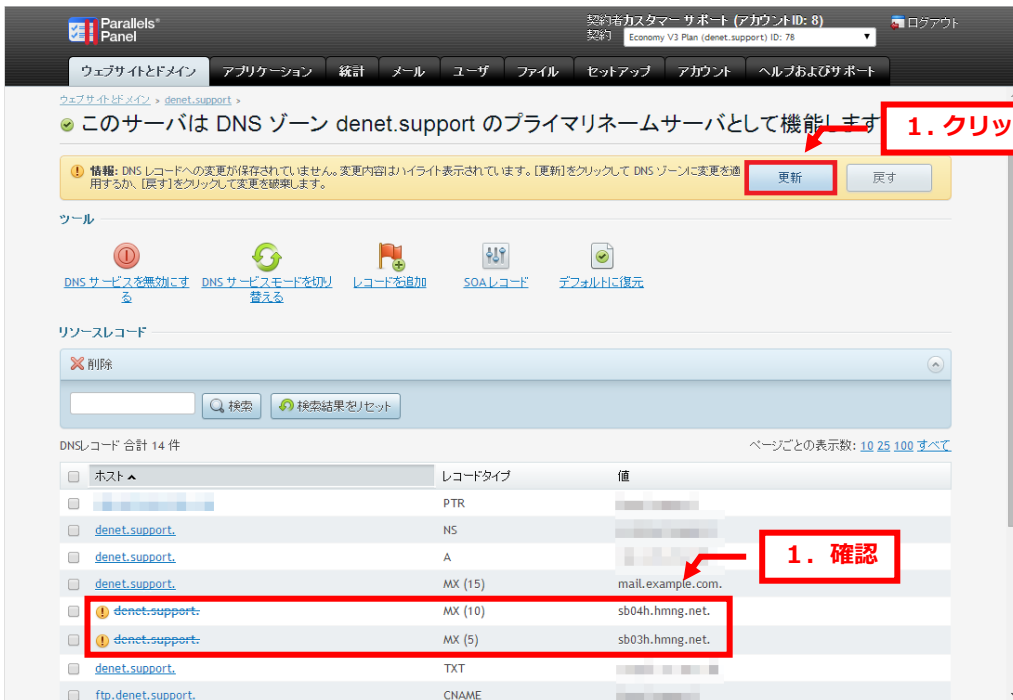 Parallels® Panel
契約者カスタマー サポート (アカウントID: 8)
契約 Economy V3 Plan (denet.support) ID: 78
ログアウト
ウェブサイトとドメイン アプリケーション 統計 メール ユーザ ファイル セットアップ アカウント ヘルプおよびサポート
ウェブサイトとドメイン > denet.support >
このサーバは DNS ゾーン denet.support のプライマリネームサーバとして機能します
1. クリッ
情報: DNS レコードへの変更が保存されていません。変更内容はハイライト表示されています。[更新]をクリックして DNS ゾーンに変更を適
用するか、[戻す]をクリックして変更を破棄します。
更新 戻す
ツール
DNS サービスを無効にす
る
DNS サービスモードを切り
替える
レコードを追加
SOAレコード
デフォルトに復元
リソースレコード
削除
検索 検索結果をリセット
DNSレコード 合計 14 件
ページごとの表示数: 10 25 100 すべて
ホスト レコードタイプ 値
PTR
denet.support. NS
denet.support. A
1. 確認
denet.support. MX (15) mail.example.com.
denet.support. MX (10) sb04h.hmng.net.
denet.support. MX (5) sb03h.hmng.net.
denet.support. TXT
ftp.denet.support. CNAME